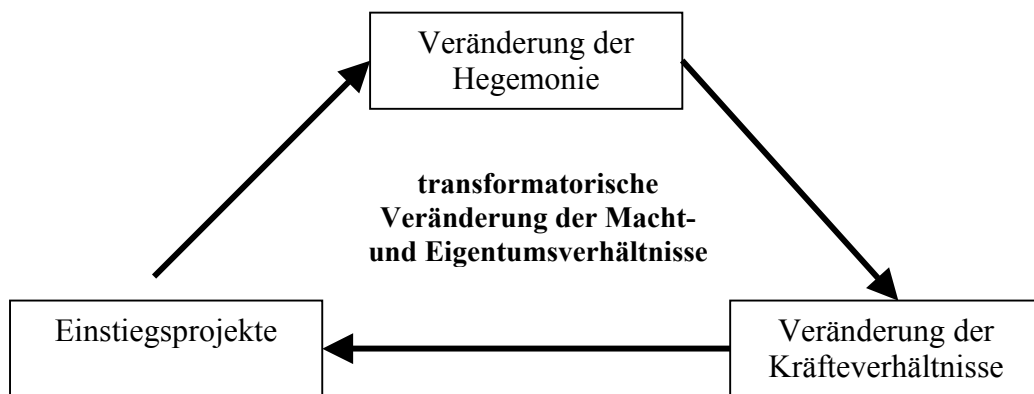 Veränderung der
Hegemonie
transformatorische
Veränderung der Macht-
und Eigentumsverhältnisse
Einstiegsprojekte
Veränderung der
Kräfteverhältnisse